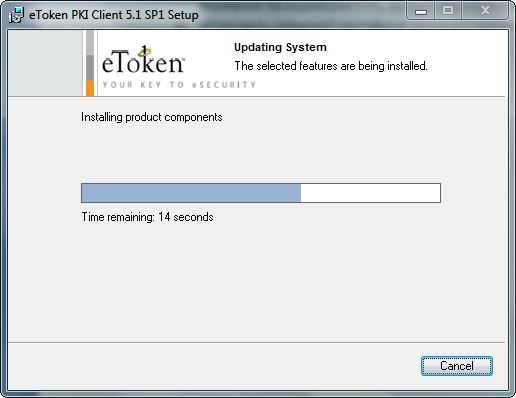 eToken PKI Client 5.1 SP1 Setup
Updating System
The selected features are being installed.
eToken™
YOUR KEY TO eSECURITY
Installing product components
Time remaining: 14 seconds
Cancel